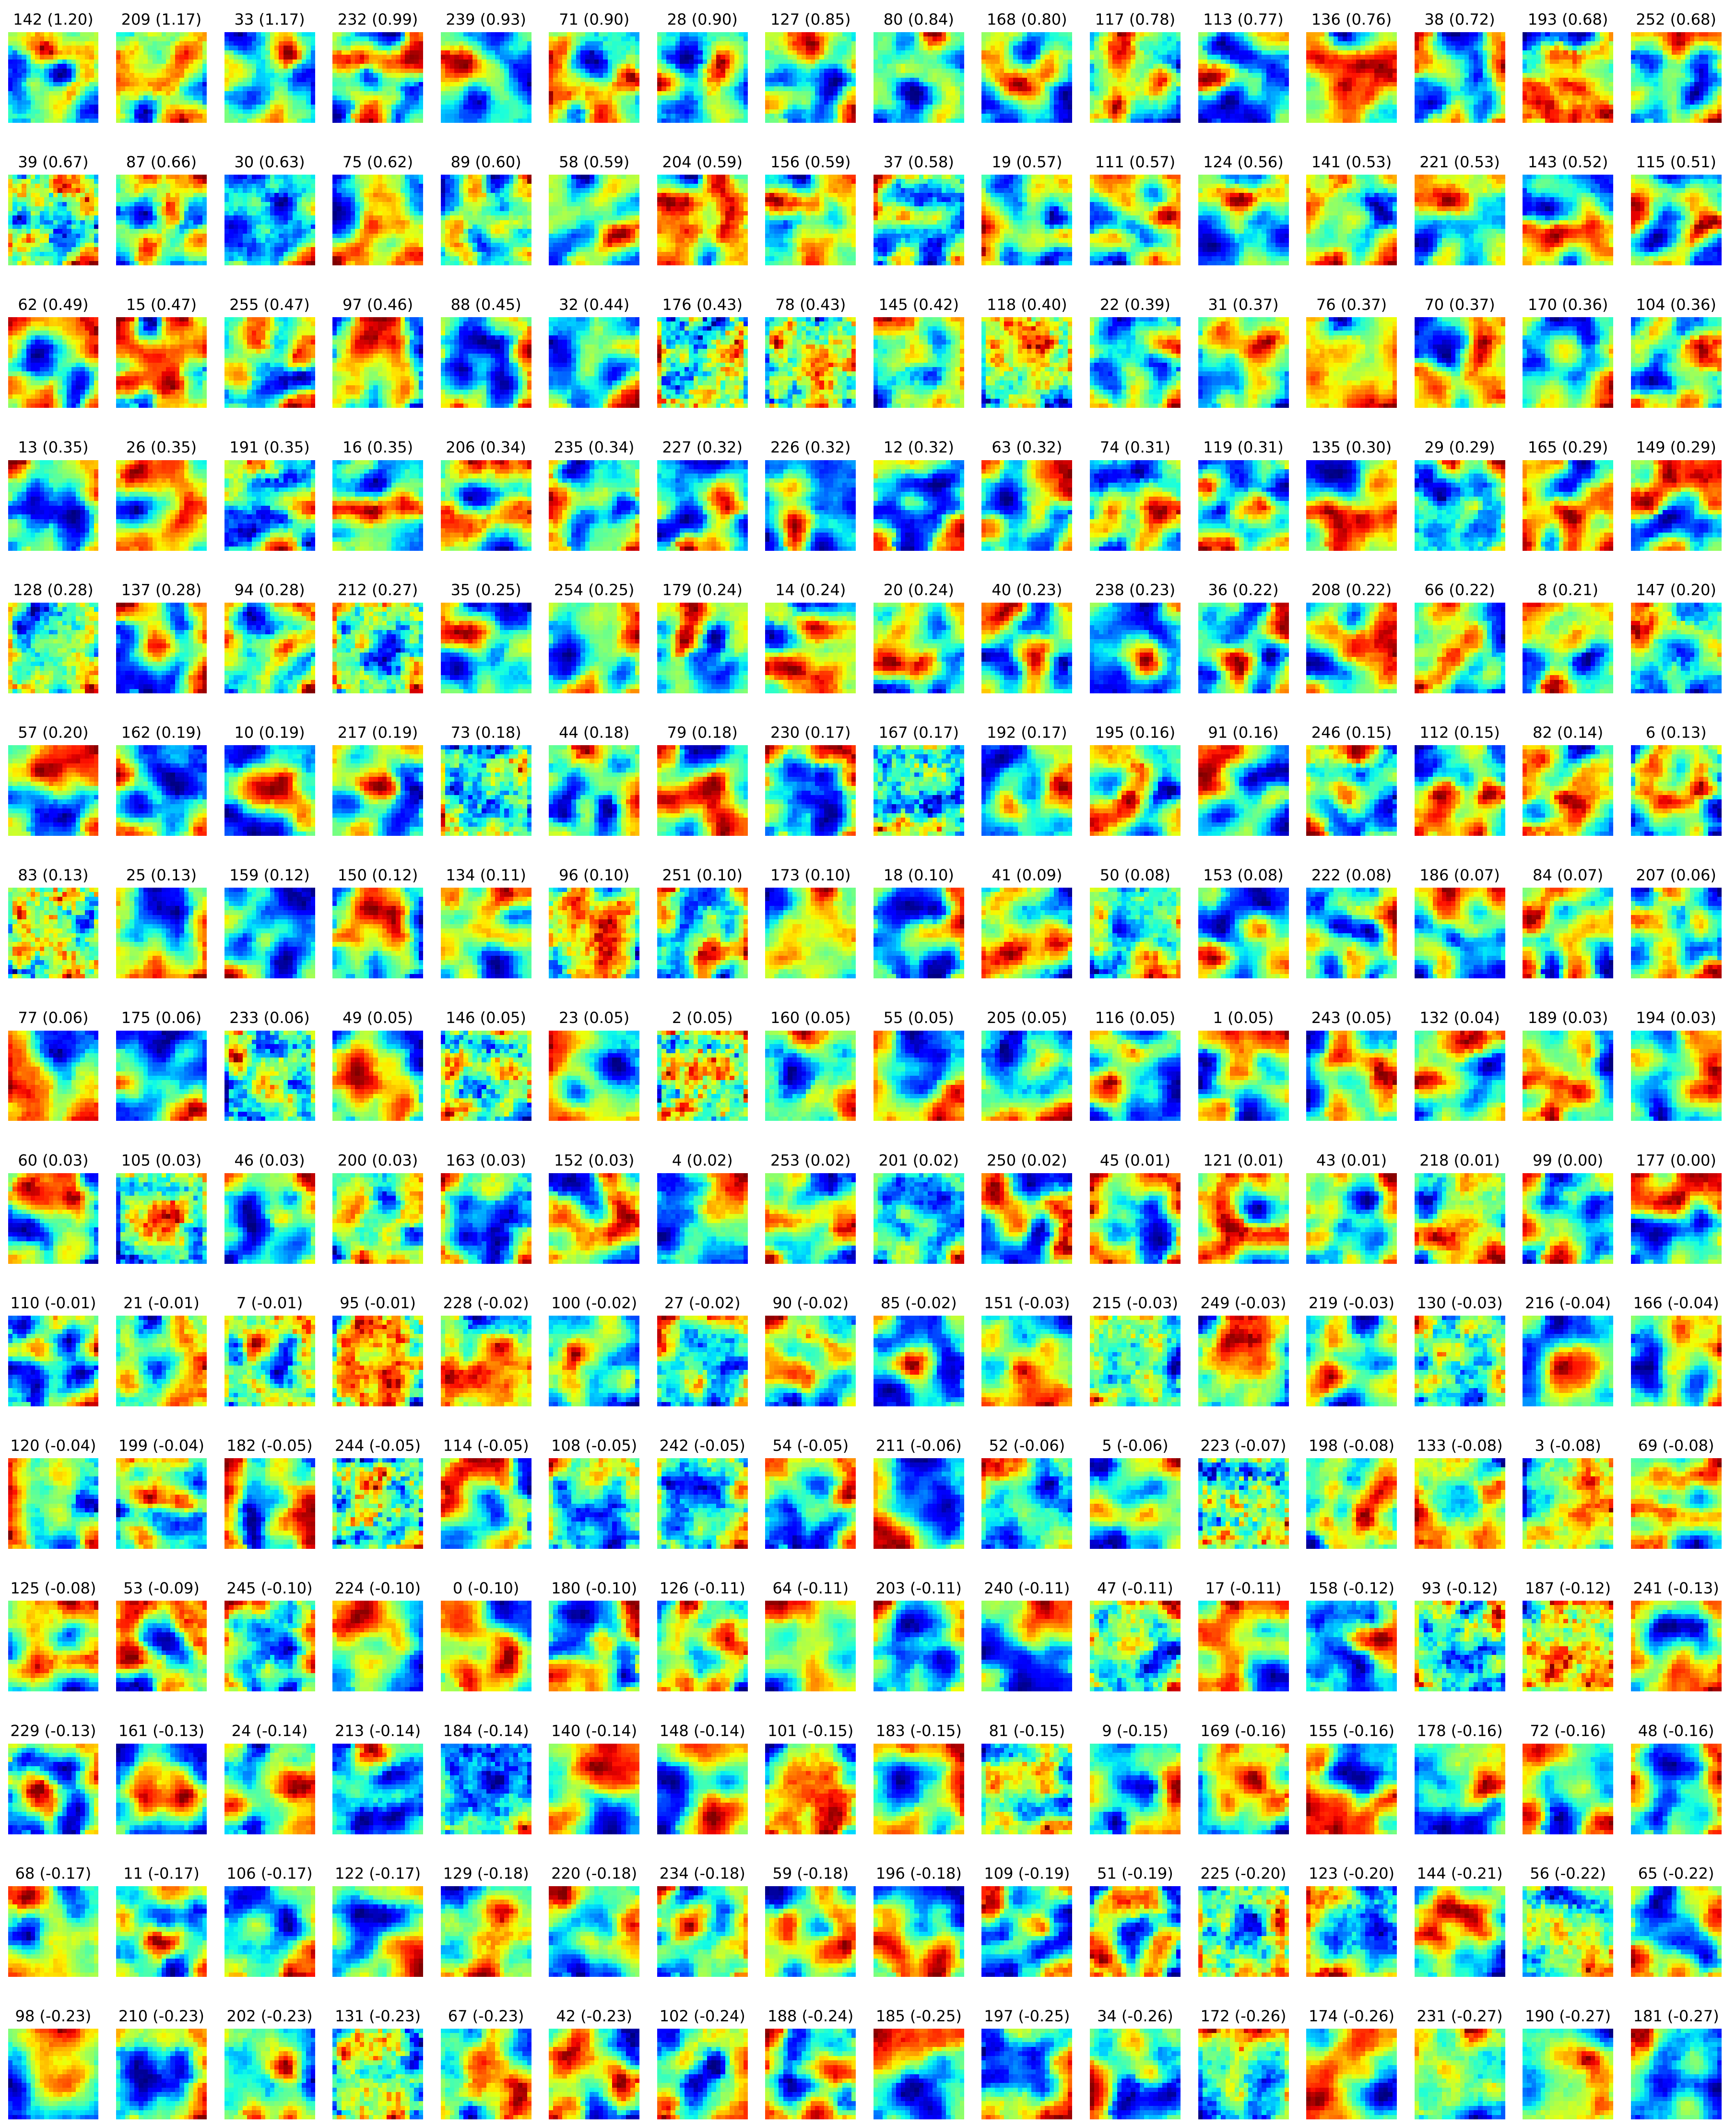 142 (1.20) 209 (1.17) 33 (1.17) 232 (0.99) 239 (0.93) 71 (0.90) 28 (0.90) 127 (0.85) 80 (0.84) 168 (0.80) 117 (0.78) 113 (0.77) 136 (0.76) 38 (0.72) 193 (0.68) 252 (0.68)
39 (0.67) 87 (0.66) 30 (0.63) 75 (0.62) 89 (0.60) 58 (0.59) 204 (0.59) 156 (0.59) 37 (0.58) 19 (0.57) 111 (0.57) 124 (0.56) 141 (0.53) 221 (0.53) 143 (0.52) 115 (0.51)
62 (0.49) 15 (0.47) 255 (0.47) 97 (0.46) 88 (0.45) 32 (0.44) 176 (0.43) 78 (0.43) 145 (0.42) 118 (0.40) 22 (0.39) 31 (0.37) 76 (0.37) 70 (0.37) 170 (0.36) 104 (0.36)
13 (0.35) 26 (0.35) 191 (0.35) 16 (0.35) 206 (0.34) 235 (0.34) 227 (0.32) 226 (0.32) 12 (0.32) 63 (0.32) 74 (0.31) 119 (0.31) 135 (0.30) 29 (0.29) 165 (0.29) 149 (0.29)
128 (0.28) 137 (0.28) 94 (0.28) 212 (0.27) 35 (0.25) 254 (0.25) 179 (0.24) 14 (0.24) 20 (0.24) 40 (0.23) 238 (0.23) 36 (0.22) 208 (0.22) 66 (0.22) 8 (0.21) 147 (0.20)
57 (0.20) 162 (0.19) 10 (0.19) 217 (0.19) 73 (0.18) 44 (0.18) 79 (0.18) 230 (0.17) 167 (0.17) 192 (0.17) 195 (0.16) 91 (0.16) 246 (0.15) 112 (0.15) 82 (0.14) 6 (0.13)
83 (0.13) 25 (0.13) 159 (0.12) 150 (0.12) 134 (0.11) 96 (0.10) 251 (0.10) 173 (0.10) 18 (0.10) 41 (0.09) 50 (0.08) 153 (0.08) 222 (0.08) 186 (0.07) 84 (0.07) 207 (0.06)
77 (0.06) 175 (0.06) 233 (0.06) 49 (0.05) 146 (0.05) 23 (0.05) 2 (0.05) 160 (0.05) 55 (0.05) 205 (0.05) 116 (0.05) 1 (0.05) 243 (0.05) 132 (0.04) 189 (0.03) 194 (0.03)
60 (0.03) 105 (0.03) 46 (0.03) 200 (0.03) 163 (0.03) 152 (0.03) 4 (0.02) 253 (0.02) 201 (0.02) 250 (0.02) 45 (0.01) 121 (0.01) 43 (0.01) 218 (0.01) 99 (0.00) 177 (0.00)
110 (-0.01) 21 (-0.01) 7 (-0.01) 95 (-0.01) 228 (-0.02) 100 (-0.02) 27 (-0.02) 90 (-0.02) 85 (-0.02) 151 (-0.03) 215 (-0.03) 249 (-0.03) 219 (-0.03) 130 (-0.03) 216 (-0.04) 166 (-0.04)
120 (-0.04) 199 (-0.04) 182 (-0.05) 244 (-0.05) 114 (-0.05) 108 (-0.05) 242 (-0.05) 54 (-0.05) 211 (-0.06) 52 (-0.06) 5 (-0.06) 223 (-0.07) 198 (-0.08) 133 (-0.08) 3 (-0.08) 69 (-0.08)
125 (-0.08) 53 (-0.09) 245 (-0.10) 224 (-0.10) 0 (-0.10) 180 (-0.10) 126 (-0.11) 64 (-0.11) 203 (-0.11) 240 (-0.11) 47 (-0.11) 17 (-0.11) 158 (-0.12) 93 (-0.12) 187 (-0.12) 241 (-0.13)
229 (-0.13) 161 (-0.13) 24 (-0.14) 213 (-0.14) 184 (-0.14) 140 (-0.14) 148 (-0.14) 101 (-0.15) 183 (-0.15) 81 (-0.15) 9 (-0.15) 169 (-0.16) 155 (-0.16) 178 (-0.16) 72 (-0.16) 48 (-0.16)
68 (-0.17) 11 (-0.17) 106 (-0.17) 122 (-0.17) 129 (-0.18) 220 (-0.18) 234 (-0.18) 59 (-0.18) 196 (-0.18) 109 (-0.19) 51 (-0.19) 225 (-0.20) 123 (-0.20) 144 (-0.21) 56 (-0.22) 65 (-0.22)
98 (-0.23) 210 (-0.23) 202 (-0.23) 131 (-0.23) 67 (-0.23) 42 (-0.23) 102 (-0.24) 188 (-0.24) 185 (-0.25) 197 (-0.25) 34 (-0.26) 172 (-0.26) 174 (-0.26) 231 (-0.27) 190 (-0.27) 181 (-0.27)